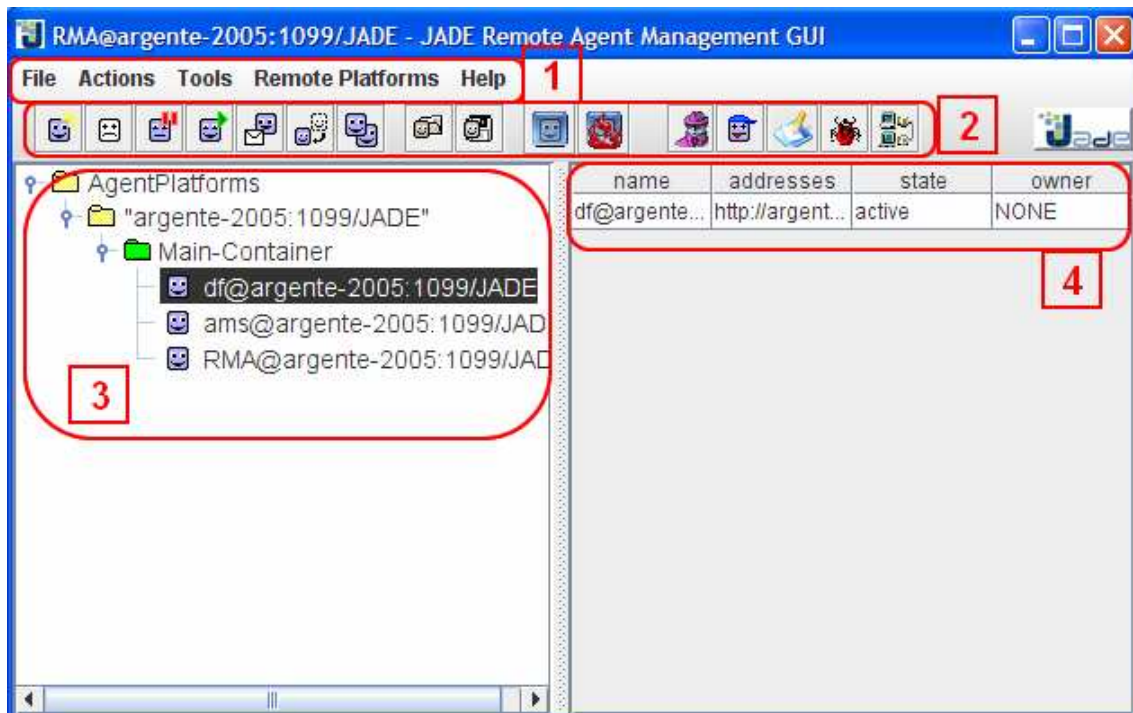 RMA@argente-2005:1099/JADE - JADE Remote Agent Management GUI
File Actions Tools Remote Platforms Help
1
2
Jade
AgentPlatforms
"argente-2005:1099/JADE"
Main-Container
df@argente-2005:1099/JADE
ams@argente-2005:1099/JAD
RMA@argente-2005:1099/JAD
3
name addresses state owner
df@argente... http://argent... active NONE
4